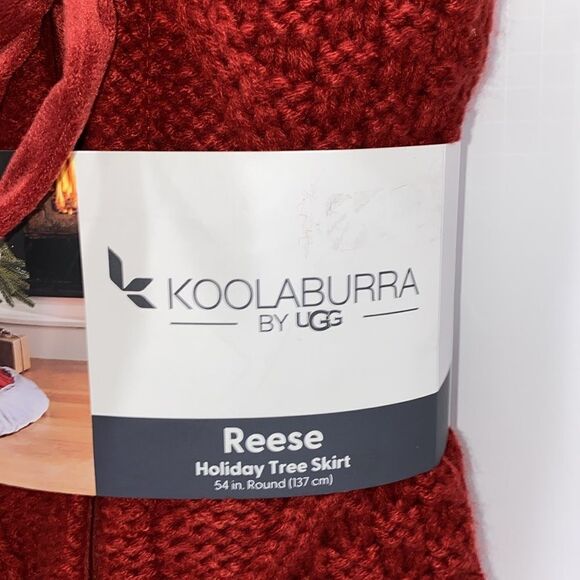 KOOLABURRA
BY UGG
Reese
Holiday Tree Skirt
54 in. Round (137 cm)